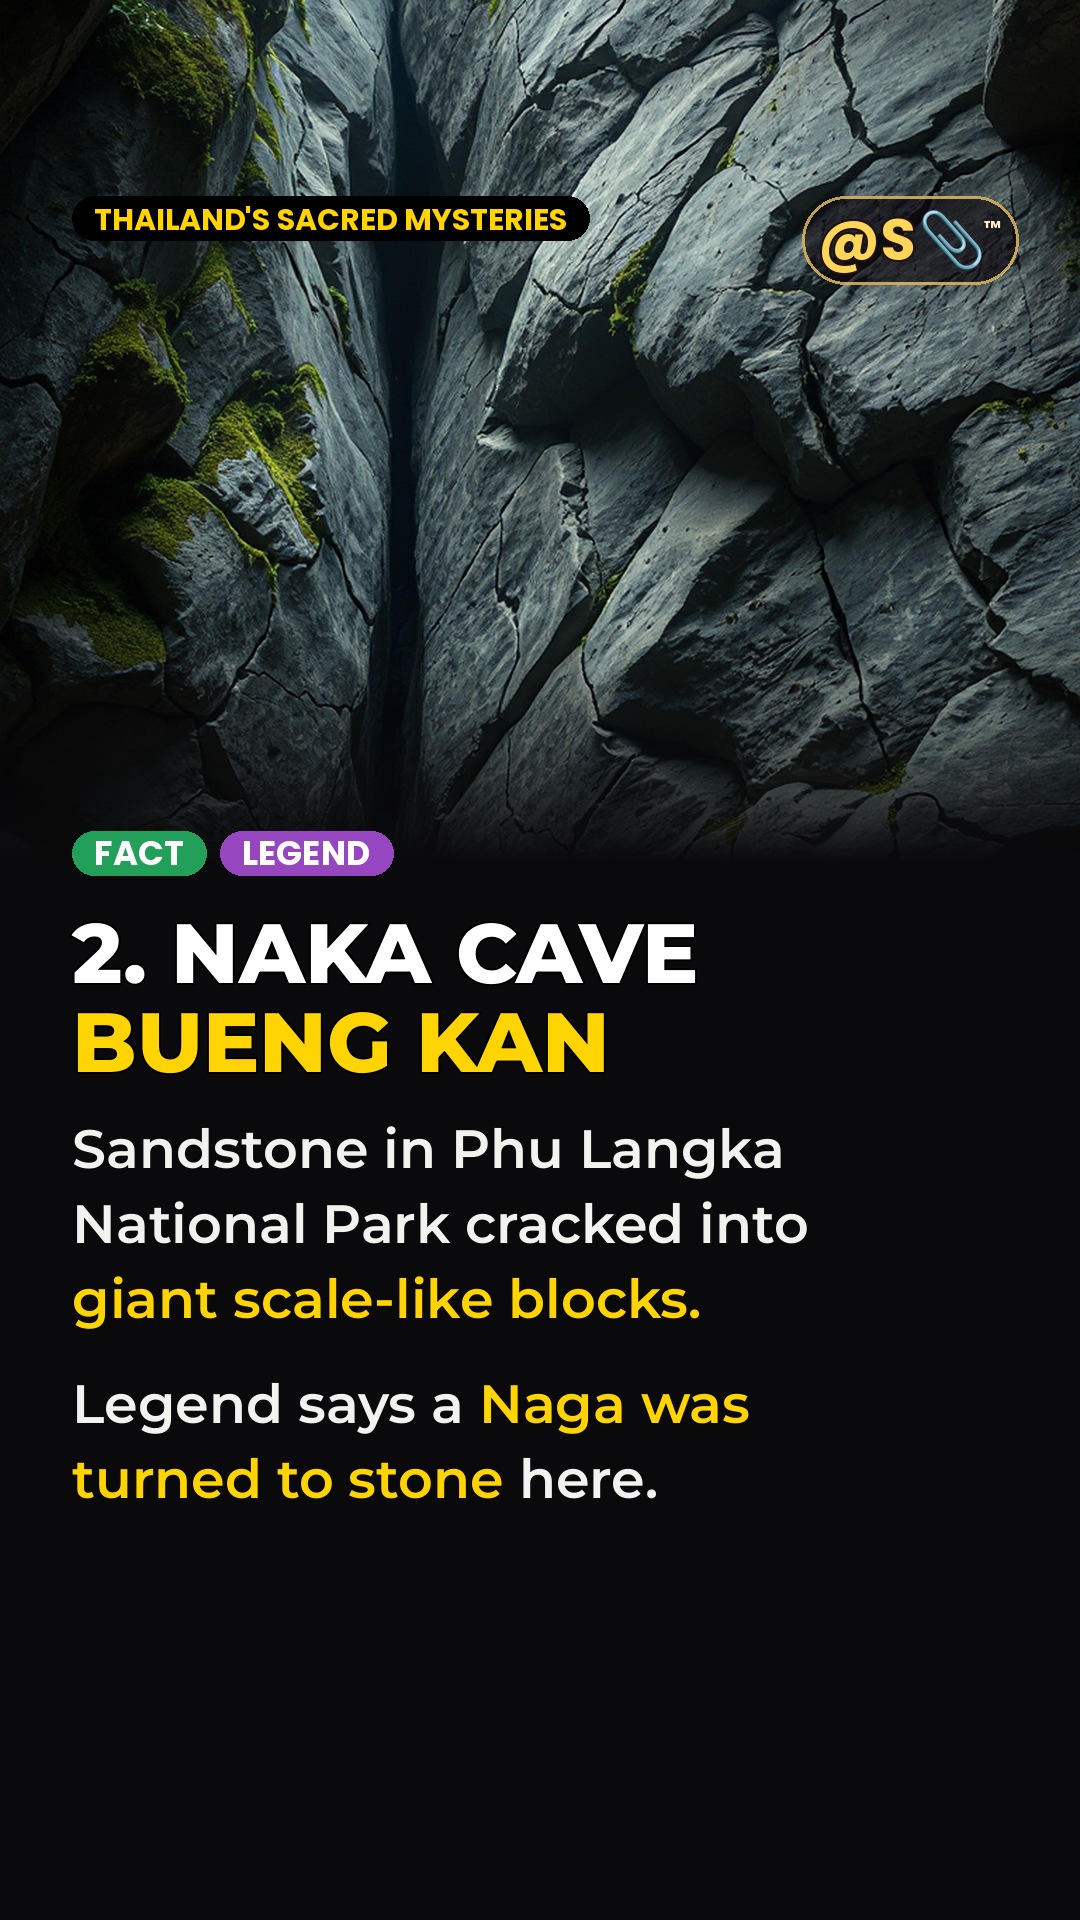 THAILAND'S SACRED MYSTERIES
@S📎™
FACT LEGEND
2. NAKA CAVE
BUENG KAN
Sandstone in Phu Langka
National Park cracked into
giant scale-like blocks.
Legend says a Naga was
turned to stone here.